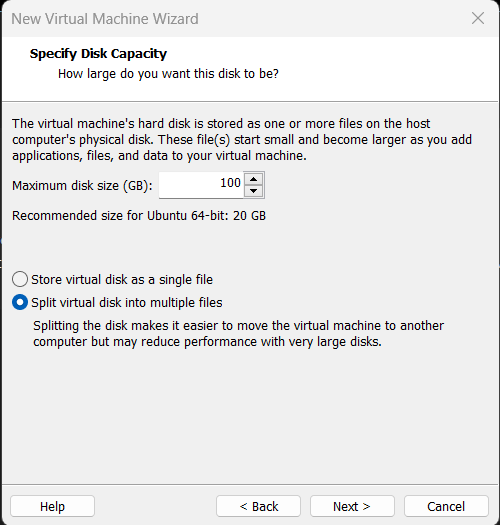 New Virtual Machine Wizard
Specify Disk Capacity
How large do you want this disk to be?
The virtual machine's hard disk is stored as one or more files on the host
computer's physical disk. These file(s) start small and become larger as you add
applications, files, and data to your virtual machine.
Maximum disk size (GB): 100
Recommended size for Ubuntu 64-bit: 20 GB
Store virtual disk as a single file
Split virtual disk into multiple files
Splitting the disk makes it easier to move the virtual machine to another
computer but may reduce performance with very large disks.
Help < Back Next > Cancel